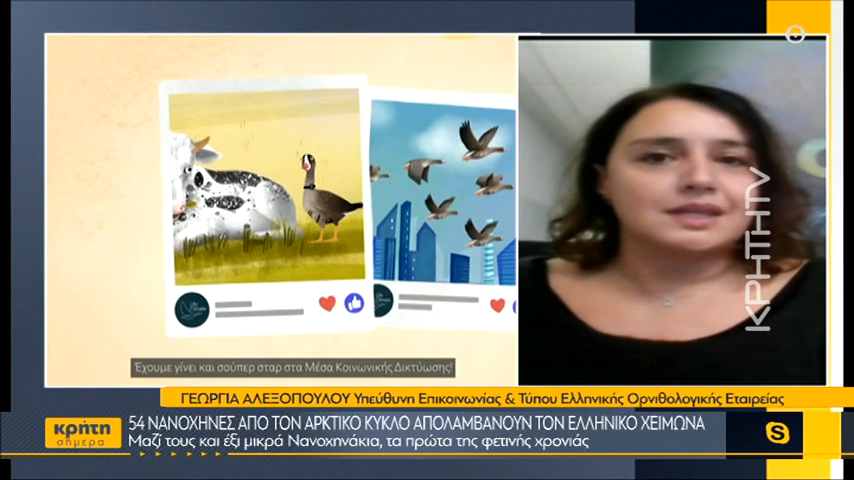 ΚΡΗΤΗTV
Έχουμε γίνει και σούπερ σταρ στα Μέσα Κοινωνικής Δικτύωσης!
ΓΕΩΡΓΙΑ ΑΛΕΞΟΠΟΥΛΟΥ Υπεύθυνη Επικοινωνίας & Τύπου Ελληνικής Ορνιθολογικής Εταιρείας
κρήτη
σήμερα
54 ΝΑΝΟΧΗΝΕΣ ΑΠΟ ΤΟΝ ΑΡΚΤΙΚΟ ΚΥΚΛΟ ΑΠΟΛΑΜΒΑΝΟΥΝ ΤΟΝ ΕΛΛΗΝΙΚΟ ΧΕΙΜΩΝΑ
Μαζί τους και έξι μικρά Νανοχηνάκια, τα πρώτα της φετινής χρονιάς